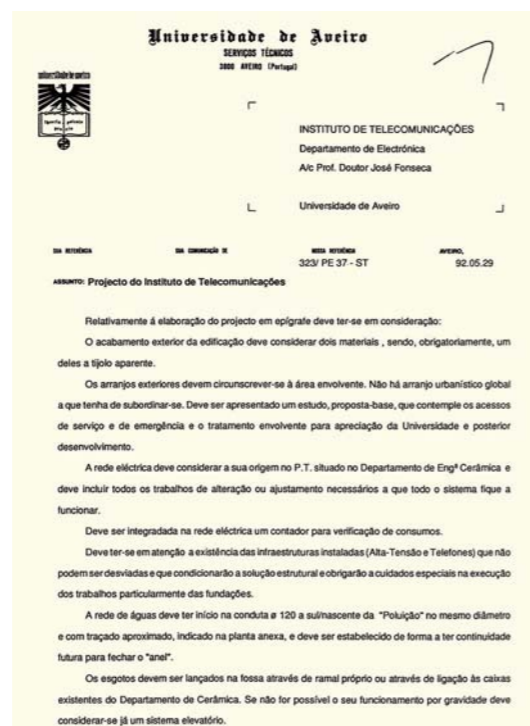 Universidade de Aveiro
SERVIÇOS TÉCNICOS
3800 AVEIRO (Portugal)
universidade de aveiro
INSTITUTO DE TELECOMUNICAÇÕES
Departamento de Electrónica
A/c Prof. Doutor José Fonseca
Universidade de Aveiro
SUA REFERÊNCIA SUA COMUNICAÇÃO DE NOSSA REFERÊNCIA AVEIRO,
323/ PE 37 - ST 92.05.29
ASSUNTO: Projecto do Instituto de Telecomunicações
Relativamente á elaboração do projecto em epígrafe deve ter-se em consideração:
O acabamento exterior da edificação deve considerar dois materiais , sendo, obrigatoriamente, um
deles a tijolo aparente.
Os arranjos exteriores devem circunscrever-se à área envolvente. Não há arranjo urbanístico global
a que tenha de subordinar-se. Deve ser apresentado um estudo, proposta-base, que contemple os acessos
de serviço e de emergência e o tratamento envolvente para apreciação da Universidade e posterior
desenvolvimento.
A rede eléctrica deve considerar a sua origem no P.T. situado no Departamento de Engª Cerâmica e
deve incluir todos os trabalhos de alteração ou ajustamento necessários a que todo o sistema fique a
funcionar.
Deve ser integradada na rede eléctrica um contador para verificação de consumos.
Deve ter-se em atenção a existência das infraestruturas instaladas (Alta-Tensão e Telefones) que não
podem ser desviadas e que condicionarão a solução estrutural e obrigarão a cuidados especiais na execução
dos trabalhos particularmente das fundações.
A rede de águas deve ter início na conduta ø 120 a sul/nascente da "Poluição" no mesmo diâmetro
e com traçado aproximado, indicado na planta anexa, e deve ser estabelecido de forma a ter continuidade
futura para fechar o "anel".
Os esgotos devem ser lançados na fossa através de ramal próprio ou através de ligação às caixas
existentes do Departamento de Cerâmica. Se não for possível o seu funcionamento por gravidade deve
considerar-se já um sistema elevatório.